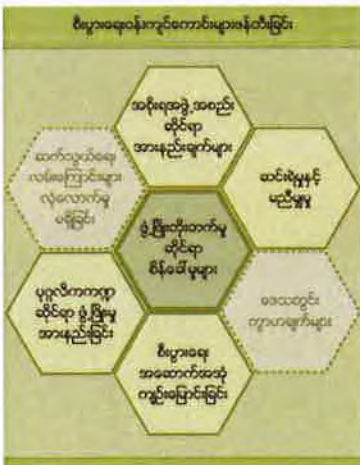 စီးပွားရေးဝန်းကျင်ကောင်းများဖန်တီးခြင်း
အစိုးရအဖွဲ့အစည်း
ဆိုင်ရာ
အားနည်းချက်များ
ဆက်သွယ်ရေး
လမ်းကြောင်းများ
လုံလောက်မှု
မရှိခြင်း
ဆင်းရဲမှုနှင့်
မညီမျှမှု
ဖွံ့ဖြိုးတိုးတက်မှု
ဆိုင်ရာ
စိန်ခေါ်မှုများ
ပုဂ္ဂလိကကဏ္ဍ
ဆိုင်ရာ ဖွံ့ဖြိုးမှု
အားနည်းခြင်း
ဒေသတွင်း
ကွာဟချက်များ
စီးပွားရေး
အဆောက်အအုံ
ကျဉ်းမြောင်းခြင်း